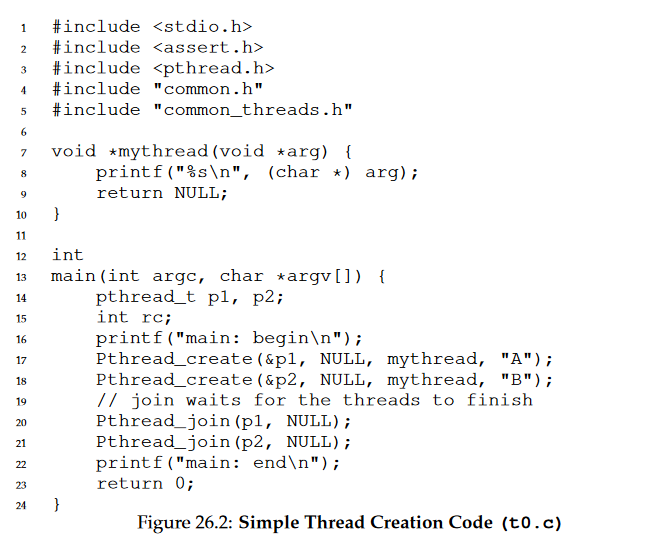 1 #include <stdio.h>
2 #include <assert.h>
3 #include <pthread.h>
4 #include "common.h"
5 #include "common_threads.h"
6
7 void *mythread(void *arg) {
8     printf("%s\n", (char *) arg);
9     return NULL;
10 }
11
12 int
13 main(int argc, char *argv[]) {
14     pthread_t p1, p2;
15     int rc;
16     printf("main: begin\n");
17     Pthread_create(&p1, NULL, mythread, "A");
18     Pthread_create(&p2, NULL, mythread, "B");
19     // join waits for the threads to finish
20     Pthread_join(p1, NULL);
21     Pthread_join(p2, NULL);
22     printf("main: end\n");
23     return 0;
24 }
Figure 26.2: Simple Thread Creation Code (t0.c)